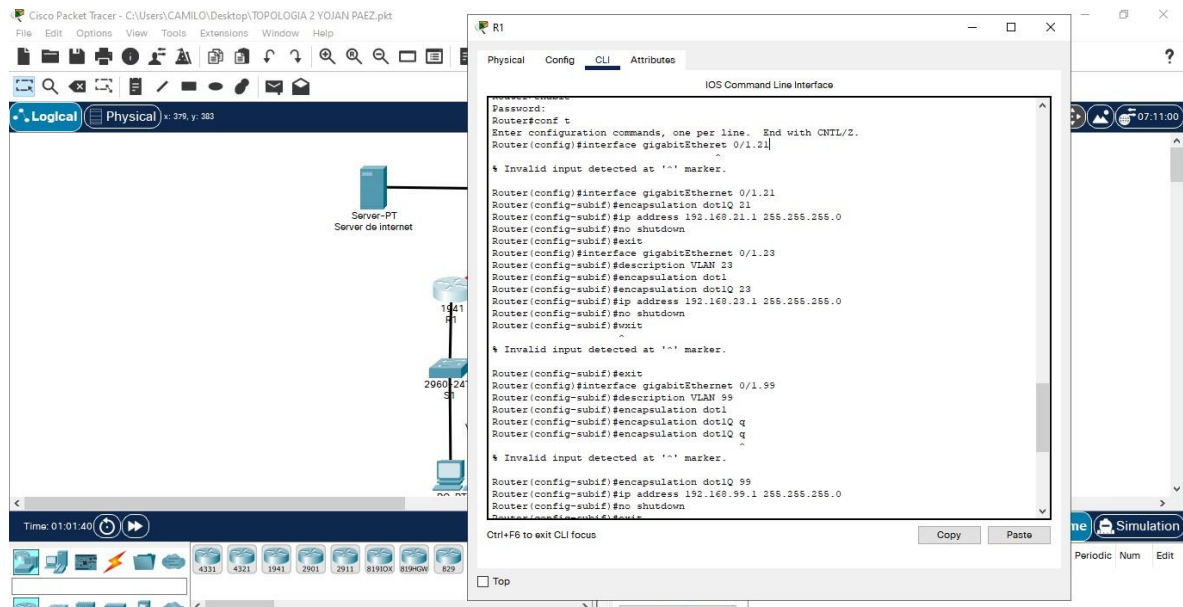 Cisco Packet Tracer - C:\Users\CAMILO\Desktop\TOPOLOGIA 2 YOJAN PAEZ.pkt
File Edit Options View Tools Extensions Window Help
Logical Physical x: 379, y: 383
07:11:00
Server-PT
Server de internet
1941
R1
2960-24
S1
Time: 01:01:40
4331 4321 1941 2901 2911 819IOX 819HGW 829
Simulation
Periodic Num Edit
R1
Physical Config CLI Attributes
IOS Command Line Interface
Password:
Router#conf t
Enter configuration commands, one per line. End with CNTL/Z.
Router(config)#interface gigabitEtheret 0/1.21
^
% Invalid input detected at '^' marker.
Router(config)#interface gigabitEthernet 0/1.21
Router(config-subif)#encapsulation dot1Q 21
Router(config-subif)#ip address 192.168.21.1 255.255.255.0
Router(config-subif)#no shutdown
Router(config-subif)#exit
Router(config)#interface gigabitEthernet 0/1.23
Router(config-subif)#description VLAN 23
Router(config-subif)#encapsulation dot1
Router(config-subif)#encapsulation dot1Q 23
Router(config-subif)#ip address 192.168.23.1 255.255.255.0
Router(config-subif)#no shutdown
Router(config-subif)#wxit
^
% Invalid input detected at '^' marker.
Router(config-subif)#exit
Router(config)#interface gigabitEthernet 0/1.99
Router(config-subif)#description VLAN 99
Router(config-subif)#encapsulation dot1
Router(config-subif)#encapsulation dot1Q q
Router(config-subif)#encapsulation dot1Q q
^
% Invalid input detected at '^' marker.
Router(config-subif)#encapsulation dot1Q 99
Router(config-subif)#ip address 192.168.99.1 255.255.255.0
Router(config-subif)#no shutdown
Router(config-subif)#exit
Ctrl+F6 to exit CLI focus
Copy Paste
Top